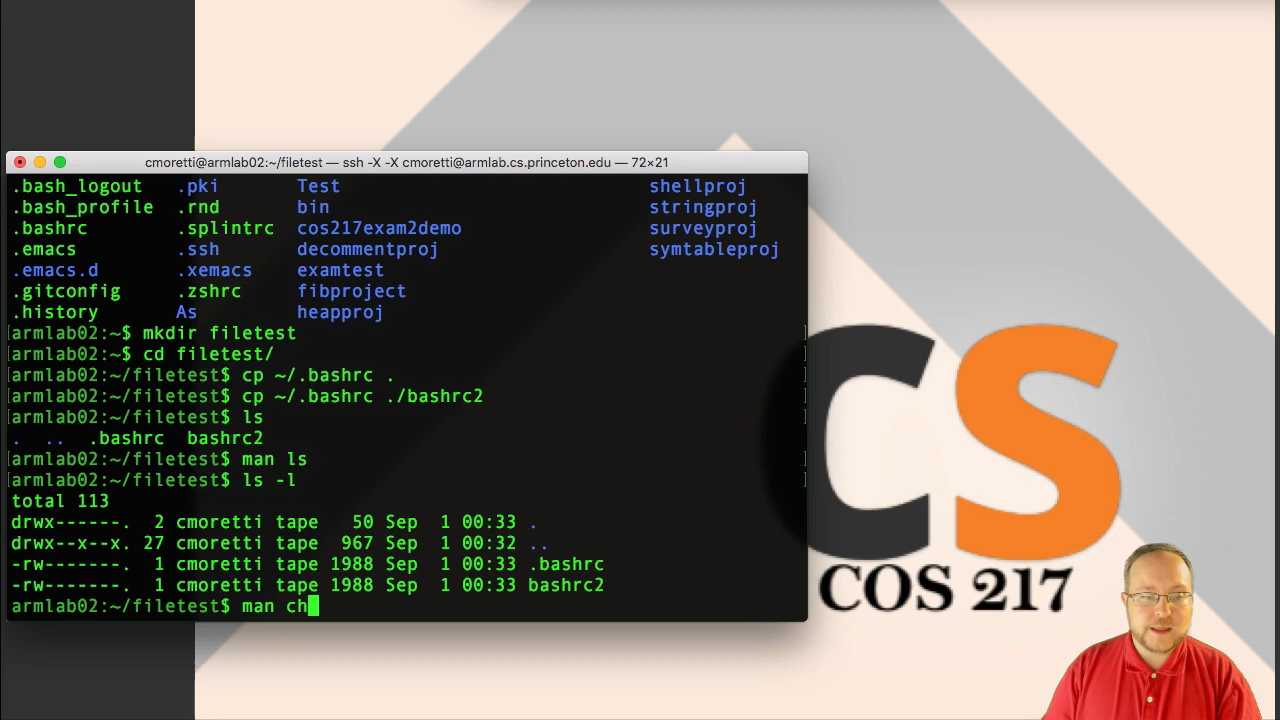 cmoretti@armlab02:~/filetest — ssh -X -X cmoretti@armlab.cs.princeton.edu — 72×21
.bash_logout .pki Test shellproj
.bash_profile .rnd bin stringproj
.bashrc .splintrc cos217exam2demo surveyproj
.emacs .ssh decommentproj symtableproj
.emacs.d .xemacs examtest
.gitconfig .zshrc fibproject
.history As heapproj
[armlab02:~$ mkdir filetest ]
[armlab02:~$ cd filetest/ ]
[armlab02:~/filetest$ cp ~/.bashrc . ]
[armlab02:~/filetest$ cp ~/.bashrc ./bashrc2 ]
[armlab02:~/filetest$ ls ]
. .. .bashrc bashrc2
[armlab02:~/filetest$ man ls ]
[armlab02:~/filetest$ ls -l ]
total 113
drwx------. 2 cmoretti tape 50 Sep 1 00:33 .
drwx--x--x. 27 cmoretti tape 967 Sep 1 00:32 ..
-rw-------. 1 cmoretti tape 1988 Sep 1 00:33 .bashrc
-rw-------. 1 cmoretti tape 1988 Sep 1 00:33 bashrc2
armlab02:~/filetest$ man ch
CS
COS 217